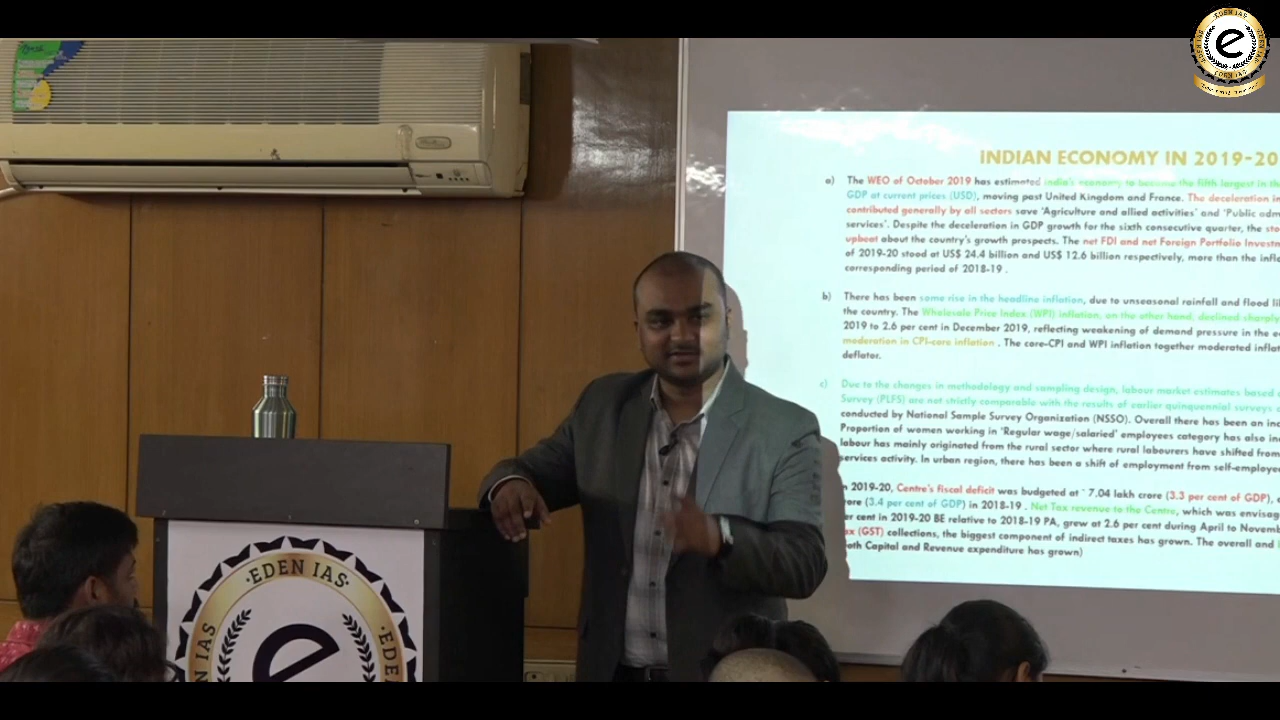 EDEN IAS
INDIAN ECONOMY IN 2019-20
a) The WEO of October 2019 has estimated India's economy to become the fifth largest in the
GDP at current prices (USD), moving past United Kingdom and France. The deceleration in
contributed generally by all sectors save 'Agriculture and allied activities' and 'Public adm
services'. Despite the deceleration in GDP growth for the sixth consecutive quarter, the sto
upbeat about the country's growth prospects. The net FDI and net Foreign Portfolio Investm
of 2019-20 stood at US$ 24.4 billion and US$ 12.6 billion respectively, more than the infl
corresponding period of 2018-19 .
b) There has been some rise in the headline inflation, due to unseasonal rainfall and flood li
the country. The Wholesale Price Index (WPI) inflation, on the other hand, declined sharply
2019 to 2.6 per cent in December 2019, reflecting weakening of demand pressure in the e
moderation in CPI-core inflation . The core-CPI and WPI inflation together moderated inflat
deflator.
c) Due to the changes in methodology and sampling design, labour market estimates based
Survey (PLFS) are not strictly comparable with the results of earlier quinquennial surveys
conducted by National Sample Survey Organization (NSSO). Overall there has been an inc
Proportion of women working in 'Regular wage/salaried' employees category has also in
labour has mainly originated from the rural sector where rural labourers have shifted from
services activity. In urban region, there has been a shift of employment from self-employe
n 2019-20, Centre's fiscal deficit was budgeted at ` 7.04 lakh crore (3.3 per cent of GDP),
ore (3.4 per cent of GDP) in 2018-19 . Net Tax revenue to the Centre, which was envisag
er cent in 2019-20 BE relative to 2018-19 PA, grew at 2.6 per cent during April to Novemb
ax (GST) collections, the biggest component of indirect taxes has grown. The overall and
oth Capital and Revenue expenditure has grown)
·EDEN IAS·
EDEN IAS
e